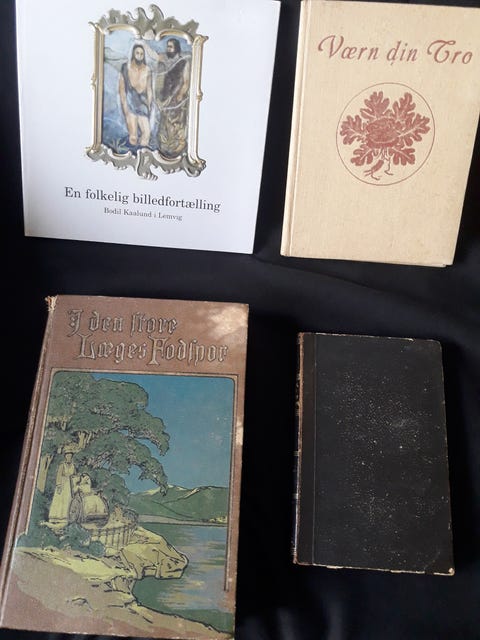 En folkelig billedfortælling
Bodil Kaalund i Lemvig
Værn din Tro
I den store
Læges Fodspor